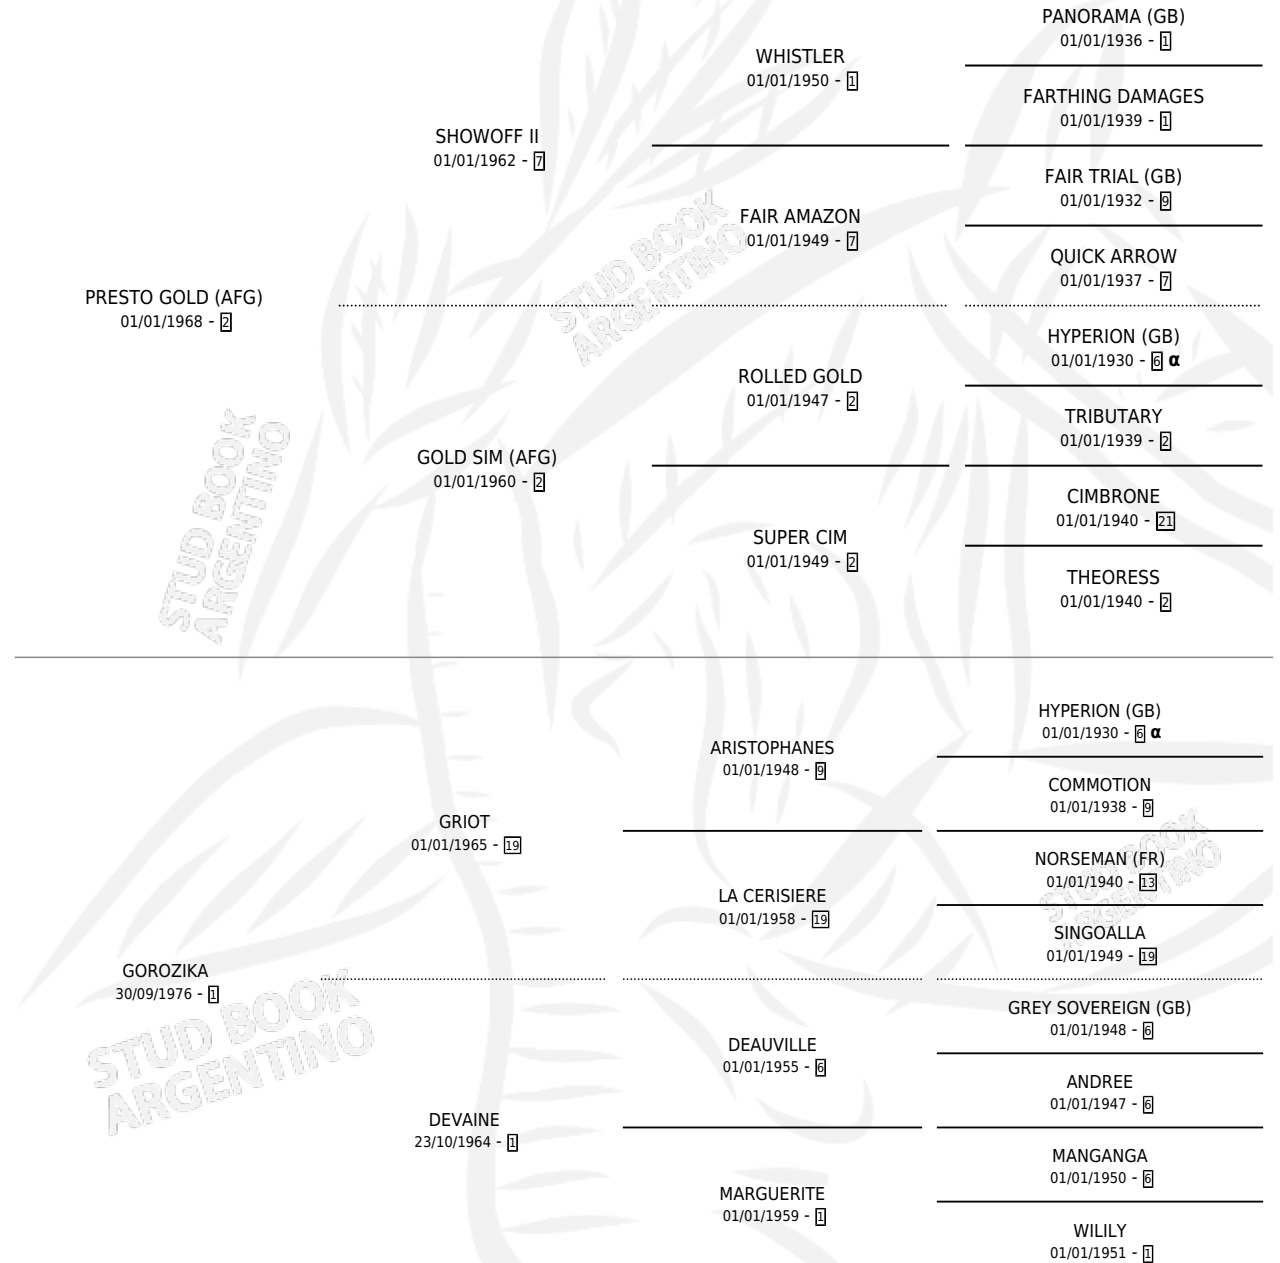 PANORAMA (GB)
01/01/1936 - 1
WHISTLER
01/01/1950 - 1
FARTHING DAMAGES
01/01/1939 - 1
SHOWOFF II
01/01/1962 - 7
FAIR TRIAL (GB)
01/01/1932 - 9
FAIR AMAZON
01/01/1949 - 7
QUICK ARROW
01/01/1937 - 7
PRESTO GOLD (AFG)
01/01/1968 - 2
HYPERION (GB)
01/01/1930 - 6 α
ROLLED GOLD
01/01/1947 - 2
TRIBUTARY
01/01/1939 - 2
GOLD SIM (AFG)
01/01/1960 - 2
CIMBRONE
01/01/1940 - 21
SUPER CIM
01/01/1949 - 2
THEORESS
01/01/1940 - 2
HYPERION (GB)
01/01/1930 - 6 α
ARISTOPHANES
01/01/1948 - 9
COMMOTION
01/01/1938 - 9
GRIOT
01/01/1965 - 19
NORSEMAN (FR)
01/01/1940 - 13
LA CERISIERE
01/01/1958 - 19
SINGOALLA
01/01/1949 - 19
GOROZIKA
30/09/1976 - 1
GREY SOVEREIGN (GB)
01/01/1948 - 6
DEAUVILLE
01/01/1955 - 6
ANDREE
01/01/1947 - 6
DEVAINE
23/10/1964 - 1
MANGANGA
01/01/1950 - 6
MARGUERITE
01/01/1959 - 1
WILILY
01/01/1951 - 1
STUD BOOK
ARGENTINO
STUD BOOK
ARGENTINO
STUD BOOK
ARGENTINO
STUD BOOK
ARGENTINO